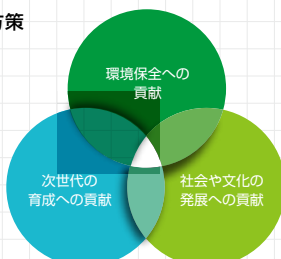 策
環境保全への
貢献
次世代の
育成への貢献
社会や文化の
発展への貢献